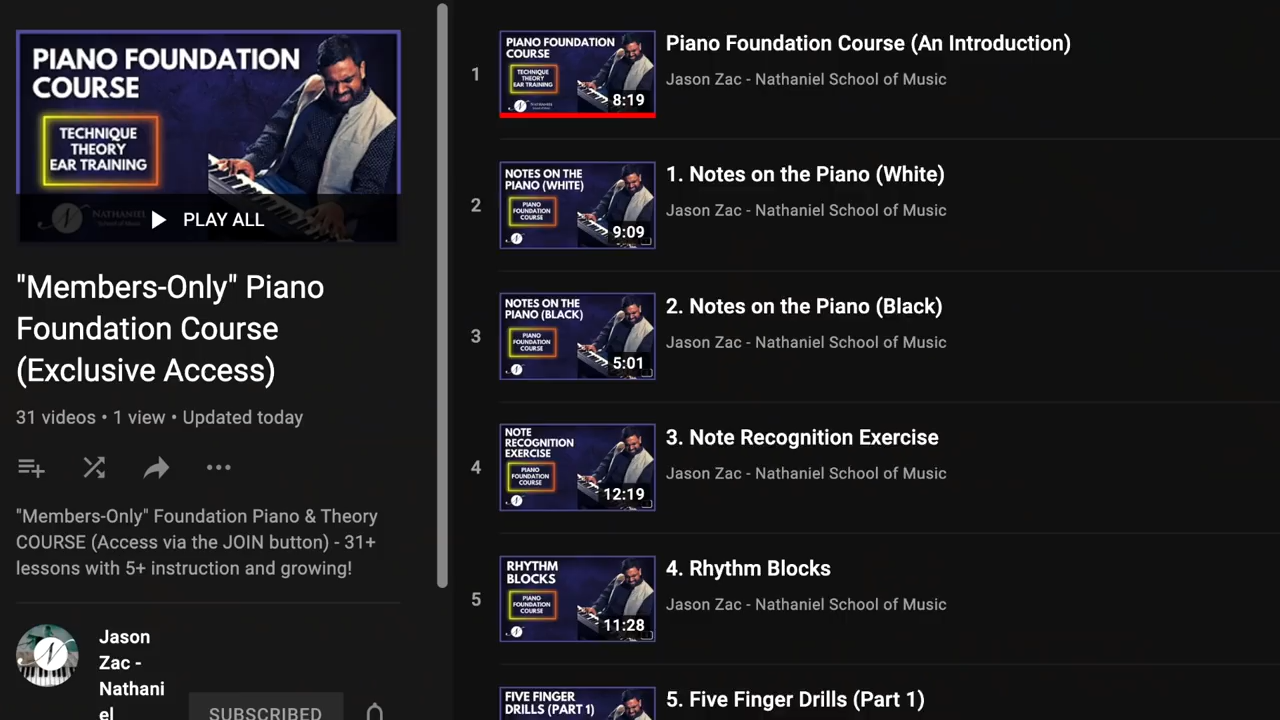 PIANO FOUNDATION
COURSE
TECHNIQUE
THEORY
EAR TRAINING
NATHANIEL
School of Music
PLAY ALL
"Members-Only" Piano
Foundation Course
(Exclusive Access)
31 videos • 1 view • Updated today
"Members-Only" Foundation Piano & Theory
COURSE (Access via the JOIN button) - 31+
lessons with 5+ instruction and growing!
Jason
Zac -
Nathani
el
SUBSCRIBED
1
PIANO FOUNDATION
COURSE
TECHNIQUE
THEORY
EAR TRAINING
NATHANIEL
8:19
Piano Foundation Course (An Introduction)
Jason Zac - Nathaniel School of Music
2
NOTES ON THE
PIANO (WHITE)
PIANO
FOUNDATION
COURSE
9:09
1. Notes on the Piano (White)
Jason Zac - Nathaniel School of Music
3
NOTES ON THE
PIANO (BLACK)
PIANO
FOUNDATION
COURSE
5:01
2. Notes on the Piano (Black)
Jason Zac - Nathaniel School of Music
4
NOTE
RECOGNITION
EXERCISE
PIANO
FOUNDATION
COURSE
12:19
3. Note Recognition Exercise
Jason Zac - Nathaniel School of Music
5
RHYTHM
BLOCKS
PIANO
FOUNDATION
COURSE
11:28
4. Rhythm Blocks
Jason Zac - Nathaniel School of Music
FIVE FINGER
DRILLS (PART 1)
5. Five Finger Drills (Part 1)